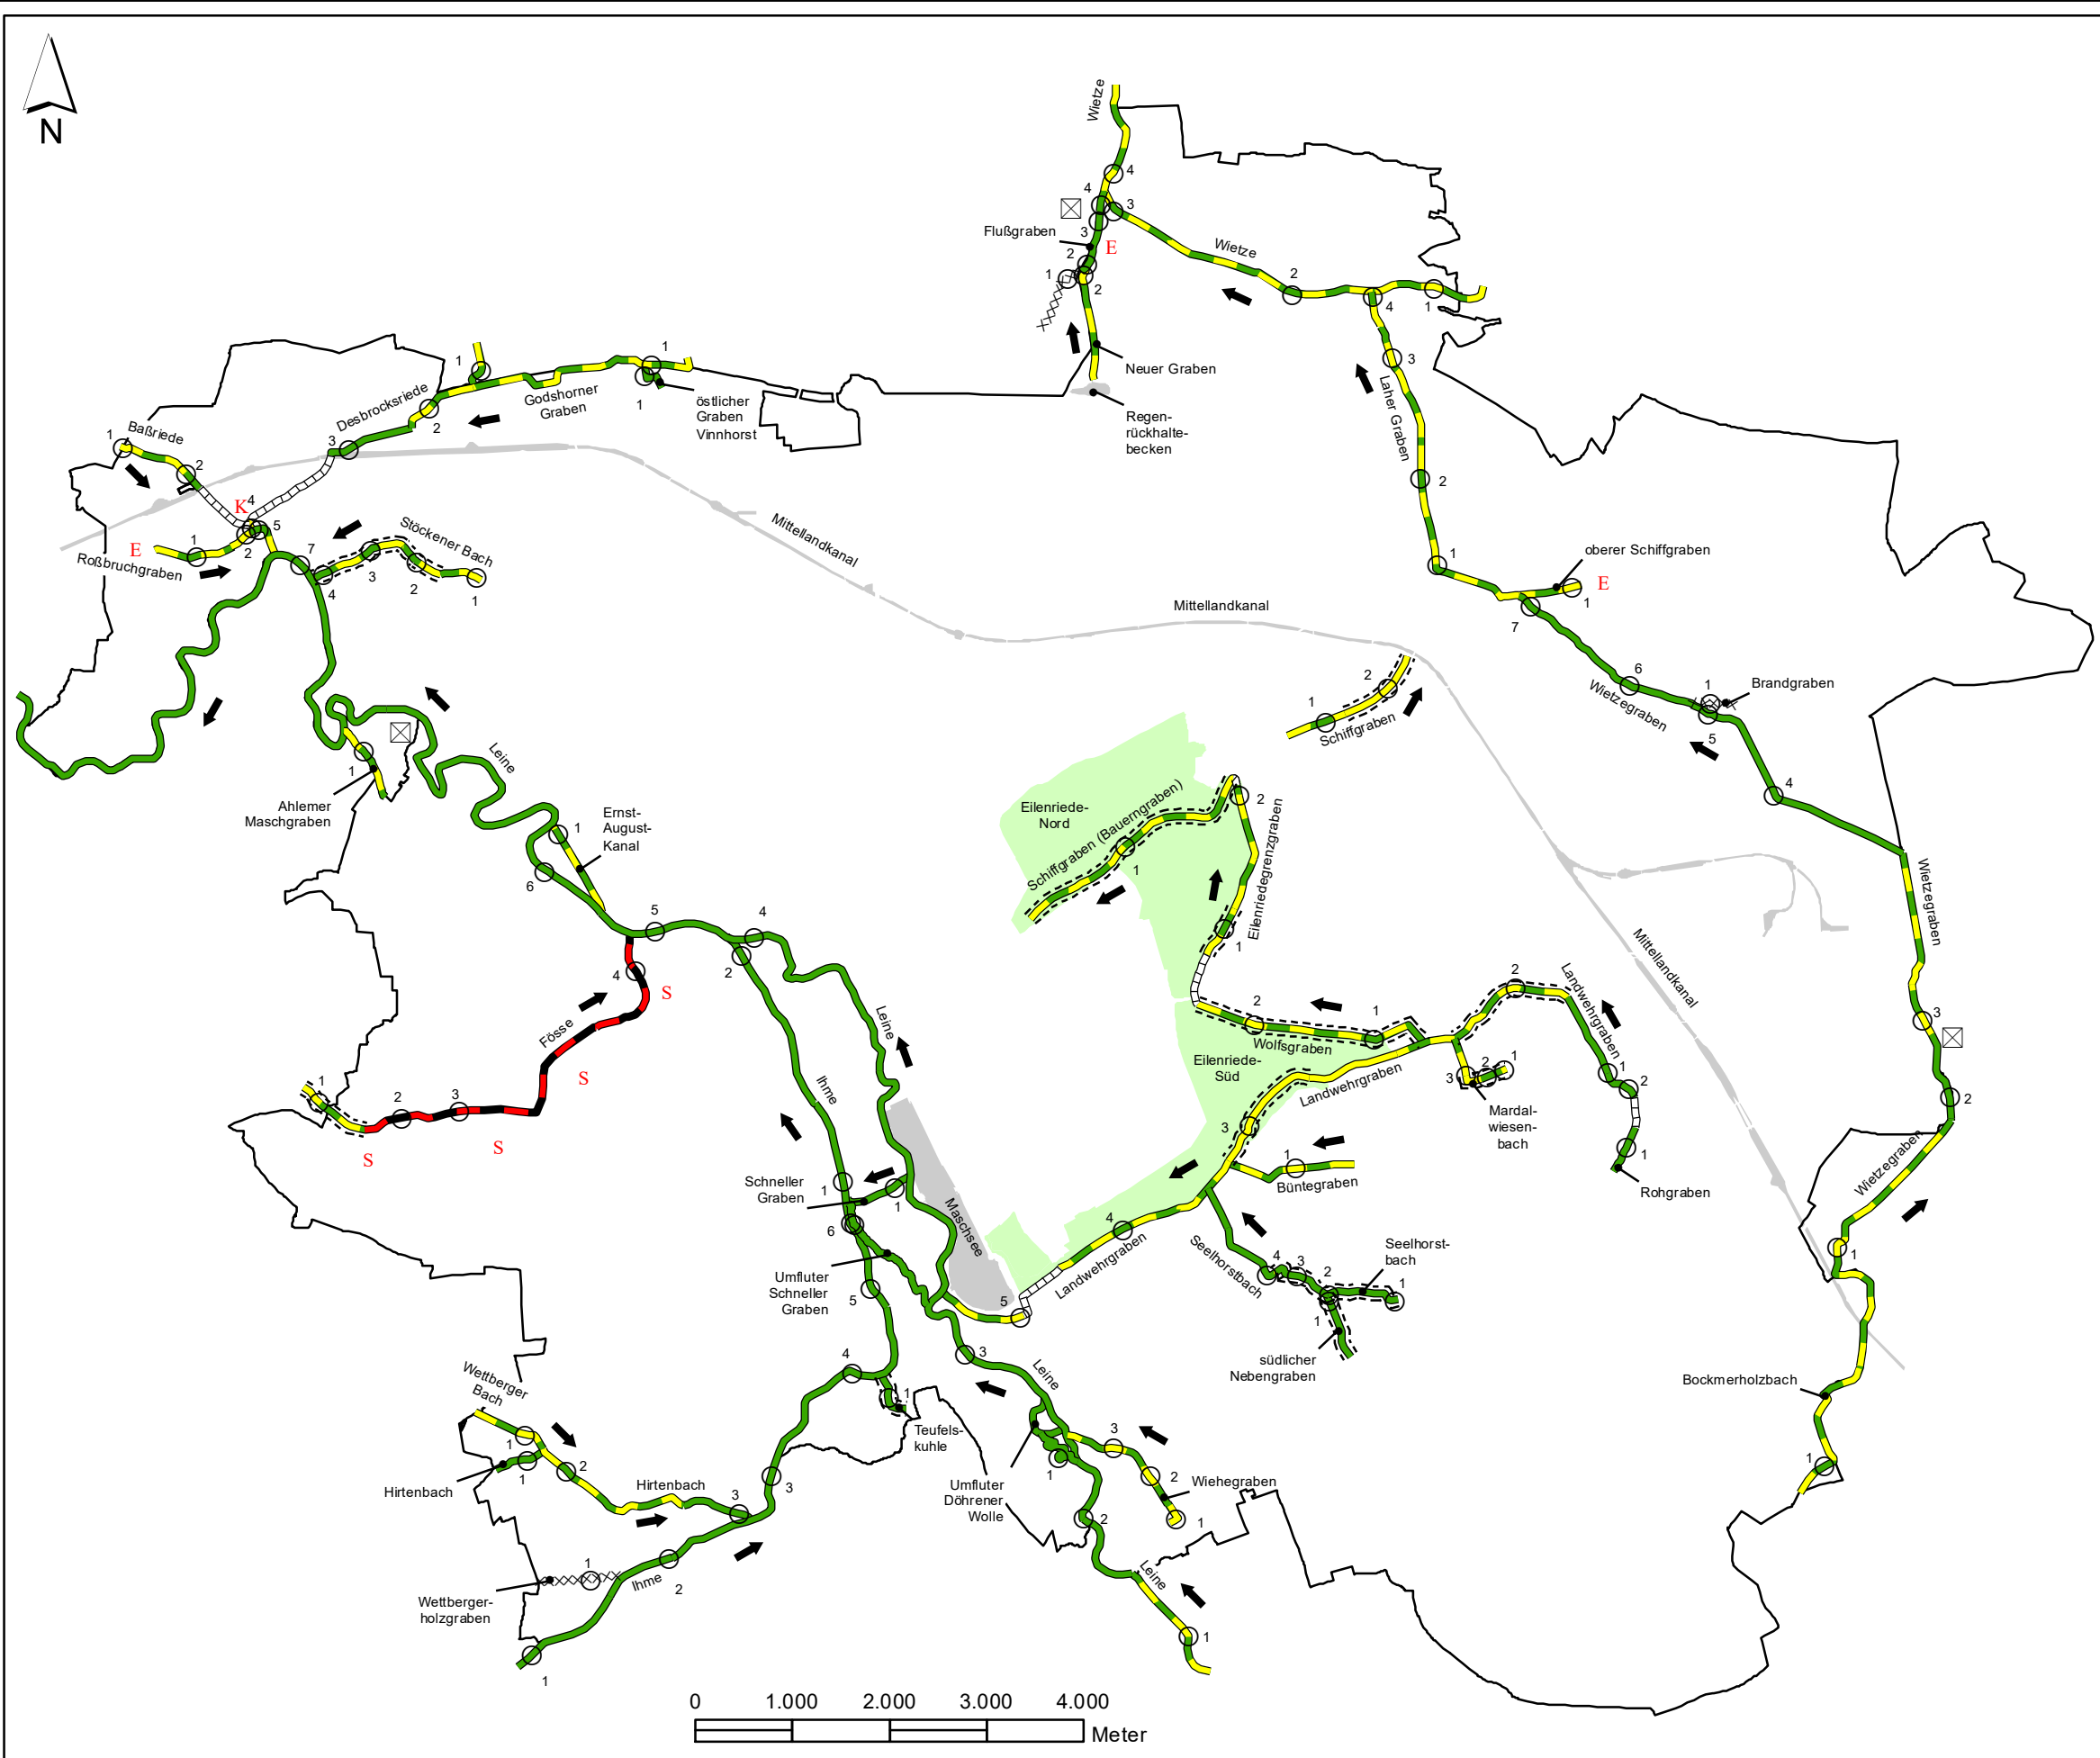 N
Wietze
4
4
3
Flußgraben
3
E
2
1
2
Wietze
2
4
1
Neuer Graben
Regen-
rückhalte-
becken
3
Laher Graben
2
1
oberer Schiffgraben
E
1
7
6
Wietzegraben
1
Brandgraben
5
4
1
1
Desbrocksriede
Godshorner
Graben
2
1
östlicher
Graben
Vinnhorst
3
1
Baßriede
2
K
4
5
E
1
2
Roßbruchgraben
7
Stöckener Bach
4
3
2
1
Mittellandkanal
Mittellandkanal
1
2
Schiffgraben
Leine
1
Ahlemer
Maschgraben
Ernst-
August-
Kanal
1
6
5
4
2
4
S
Fösse
S
1
2
3
S
S
Leine
Ihme
Eilenriede-
Nord
Schiffgraben (Bauerngraben)
1
2
Eilenriedegrenzgraben
1
2
1
Wolfsgraben
Eilenriede-
Süd
Landwehrgraben
2
Landwehrgraben
1
2
1
Rohgraben
3
2
1
Mardal-
wiesen-
bach
Mittellandkanal
Wietzegraben
3
2
Wietzegraben
1
Bockmerholzbach
1
3
1
Büntegraben
4
Landwehrgraben
5
Seelhorstbach
4
3
2
Seelhorst-
bach
1
1
südlicher
Nebengraben
Maschsee
Schneller
Graben
1
1
6
Umfluter
Schneller
Graben
5
4
1
Teufels-
kuhle
3
Leine
Umfluter
Döhrener
Wolle
1
3
2
Wiehegraben
1
2
Leine
1
Wettberger
Bach
1
1
2
Hirtenbach
Hirtenbach
3
3
1
Ihme
2
Wettberger-
holzgraben
1
0 1.000 2.000 3.000 4.000
Meter